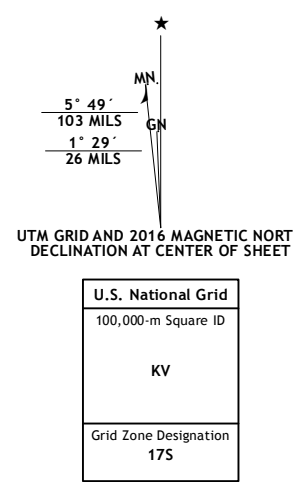 MN.
5° 49´
103 MILS
GN
1° 29´
26 MILS
UTM GRID AND 2016 MAGNETIC NORT
DECLINATION AT CENTER OF SHEET
U.S. National Grid
100,000-m Square ID
KV
Grid Zone Designation
17S